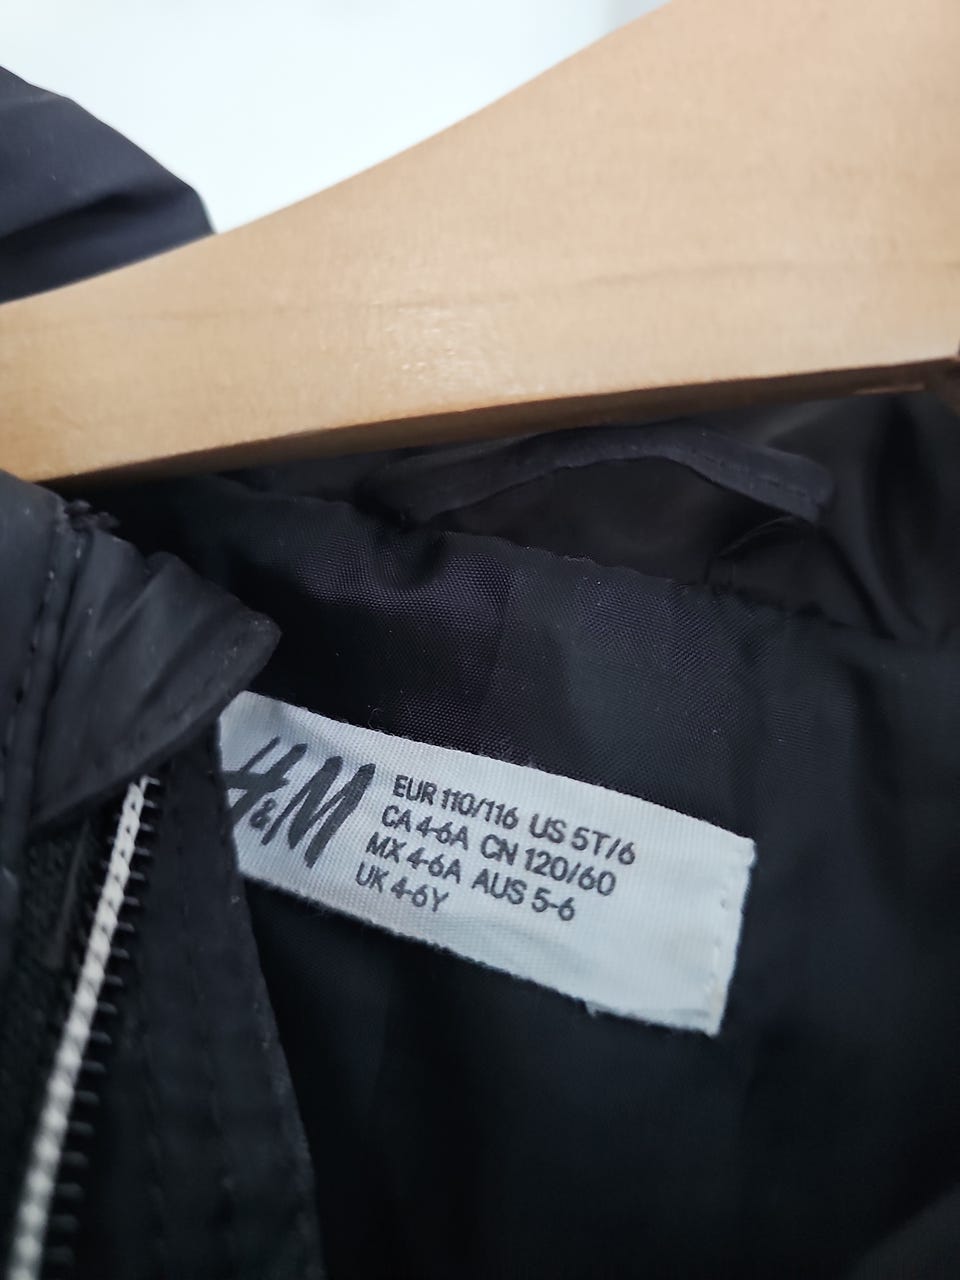 H&M
EUR 110/116 US 5T/6
CA 4-6A CN 120/60
MX 4-6A AUS 5-6
UK 4-6Y